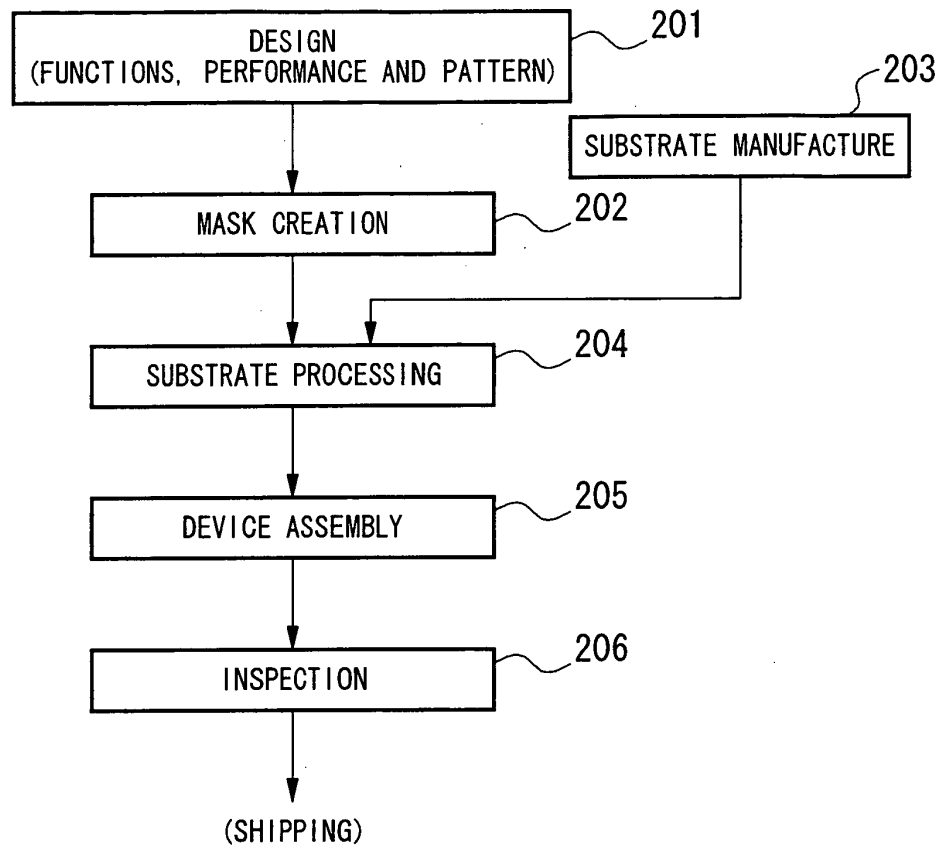 DESIGN
(FUNCTIONS, PERFORMANCE AND PATTERN)
201
203
SUBSTRATE MANUFACTURE
MASK CREATION
202
SUBSTRATE PROCESSING
204
DEVICE ASSEMBLY
205
INSPECTION
206
(SHIPPING)